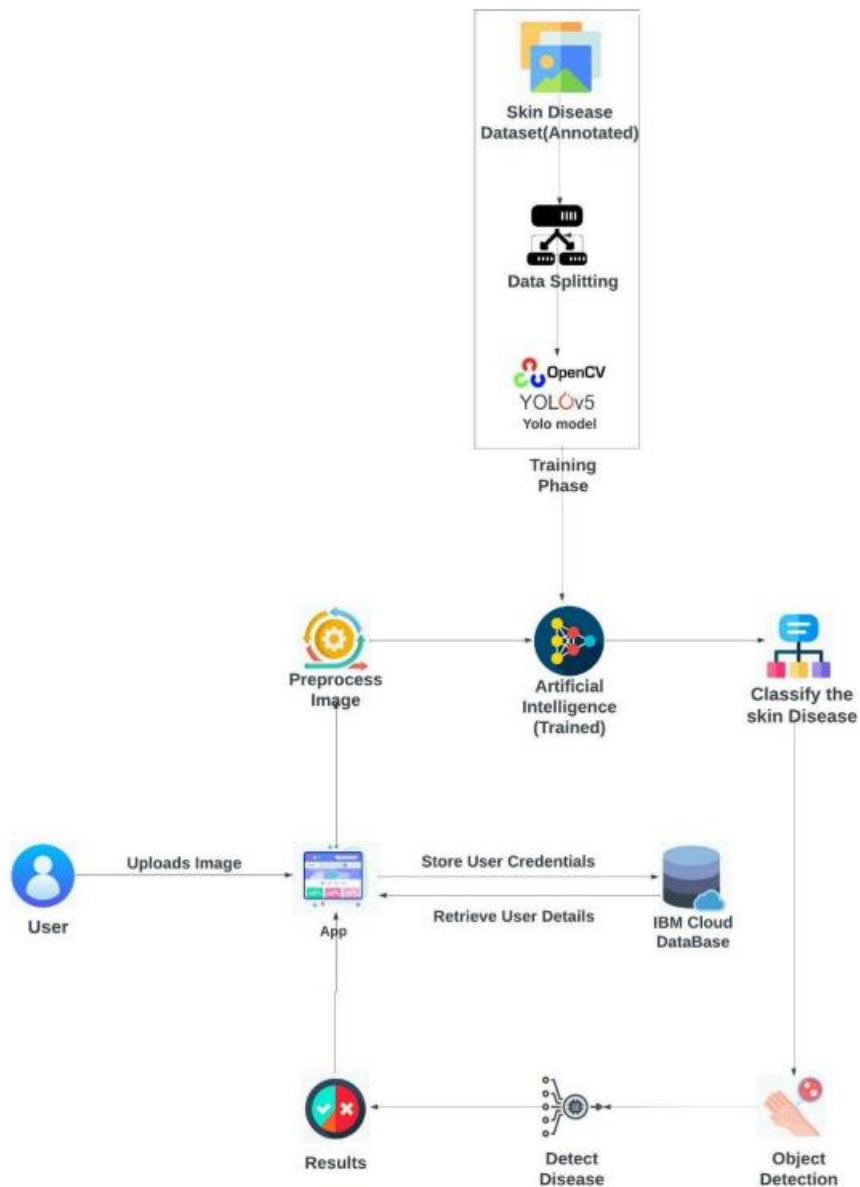 Skin Disease
Dataset(Annotated)
Data Splitting
OpenCV
YOLOv5
Yolo model
Training
Phase
Preprocess
Image
Artificial
Intelligence
(Trained)
Classify the
skin Disease
Uploads Image
User
App
Store User Credentials
Retrieve User Details
IBM Cloud
DataBase
Results
Detect
Disease
Object
Detection